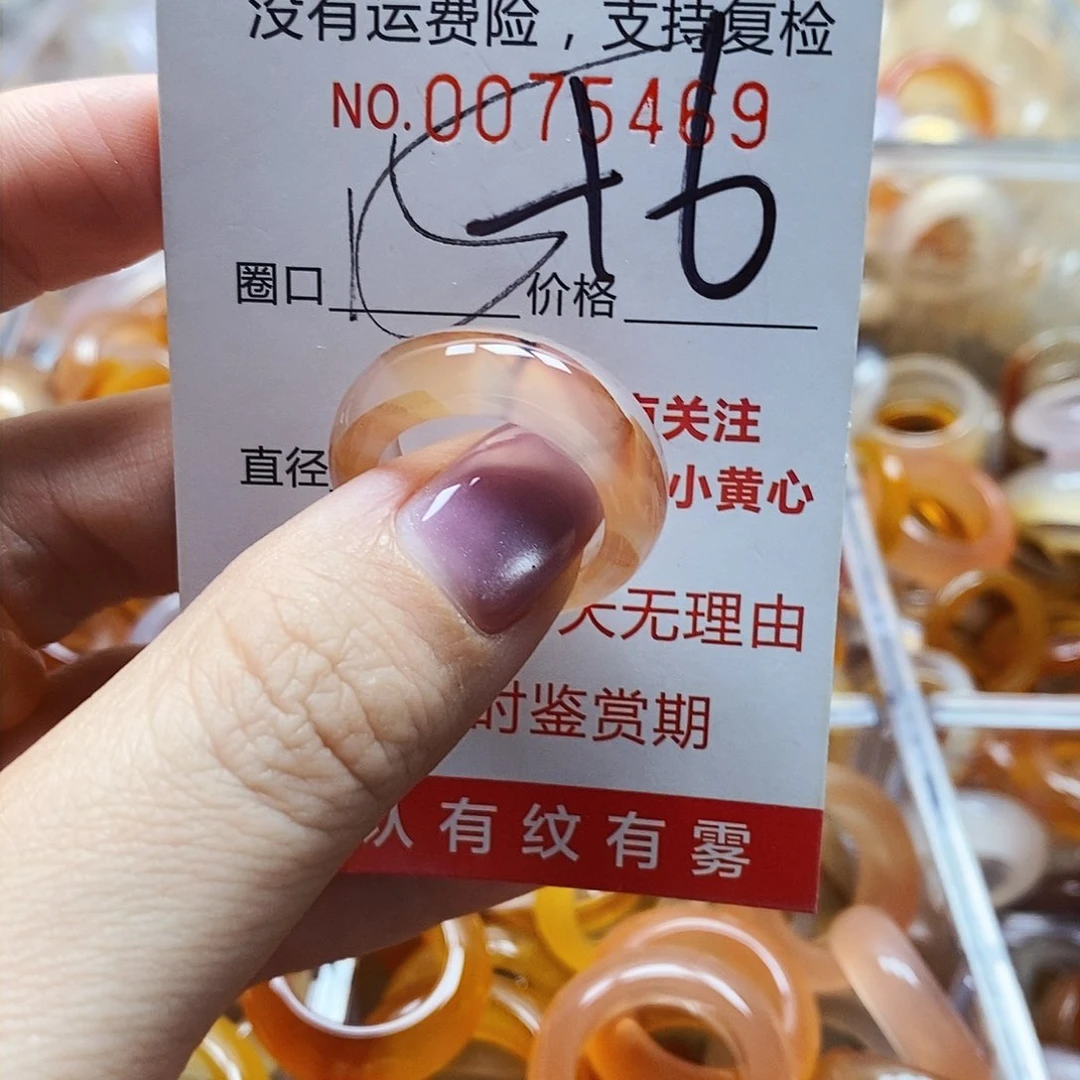 没有运费险，支持复检
NO.0075469
圈口 价格
关注
直径
小黄心
天无理由
时鉴赏期
有纹有雾